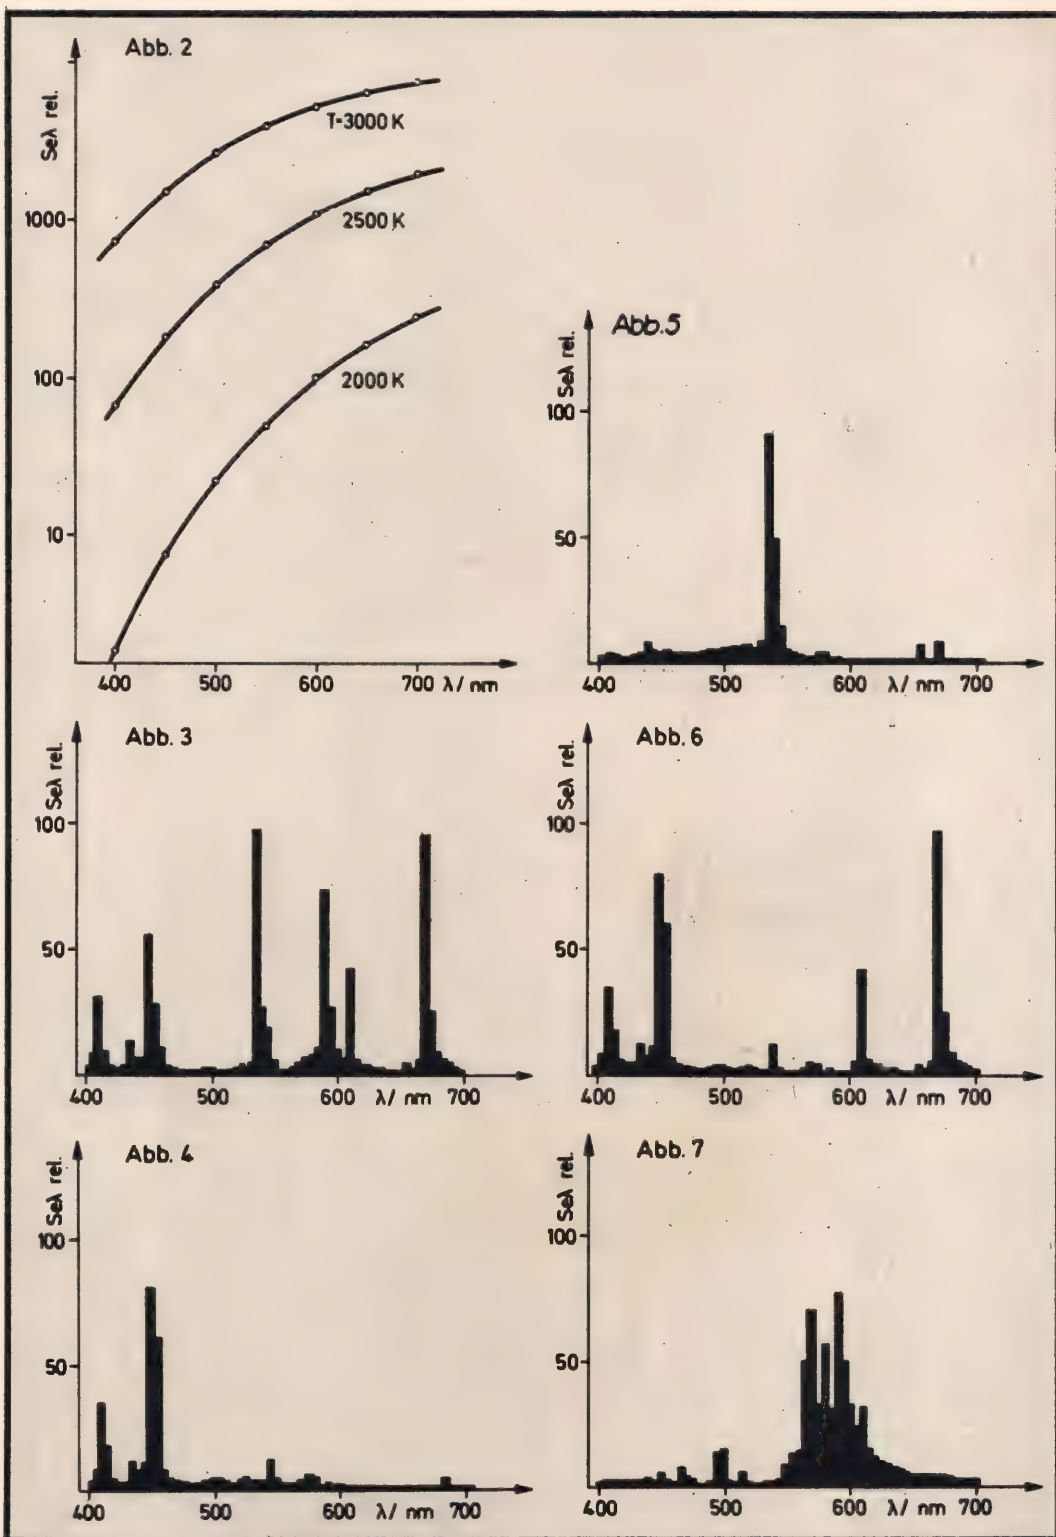 Abb. 2
Seλ rel.
T-3000 K
1000
2500 K
100
2000 K
10
400 500 600 700 λ/ nm
Abb.5
Seλ rel.
100
50
400 500 600 λ/ nm 700
Abb. 3
Seλ rel.
100
50
400 500 600 λ/ nm 700
Abb. 6
Seλ rel.
100
50
400 500 600 λ/ nm 700
Abb. 4
Seλ rel.
100
50
400 500 600 λ/ nm 700
Abb. 7
Seλ rel.
100
50
400 500 600 λ/ nm 700